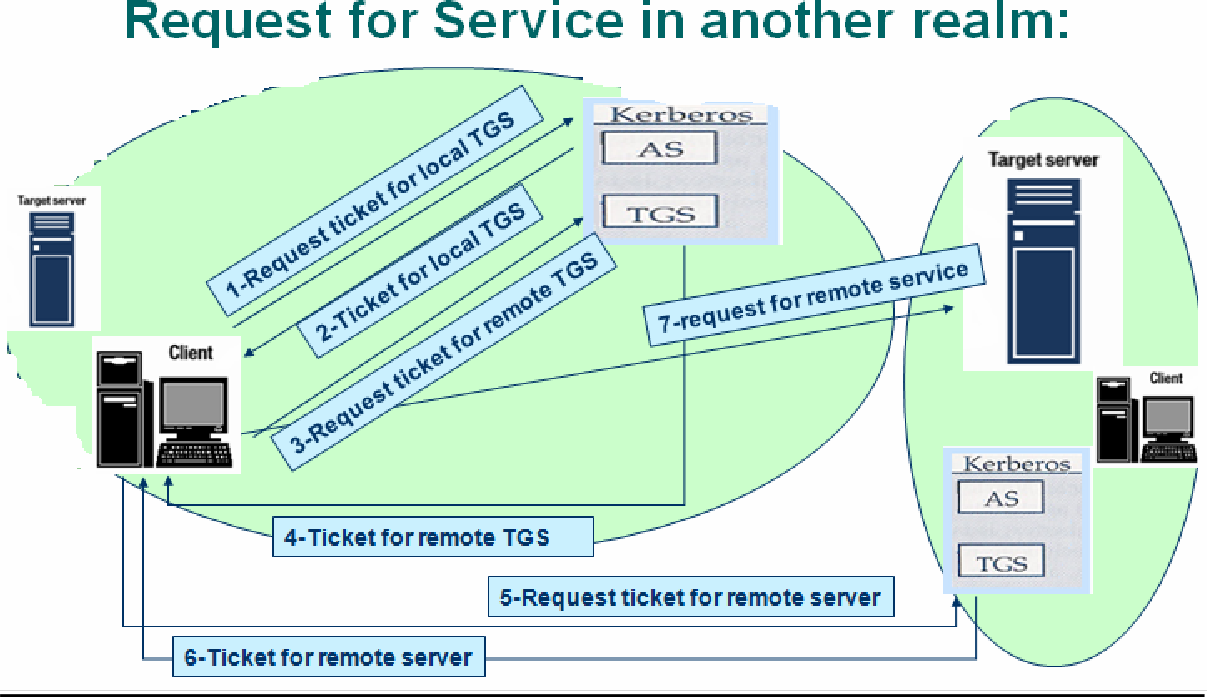 Request for Service in another realm:
Kerberos
AS
TGS
1-Request ticket for local TGS
2-Ticket for local TGS
3-Request ticket for remote TGS
Target server
Client
7-request for remote service
Target server
Client
Kerberos
AS
TGS
4-Ticket for remote TGS
5-Request ticket for remote server
6-Ticket for remote server